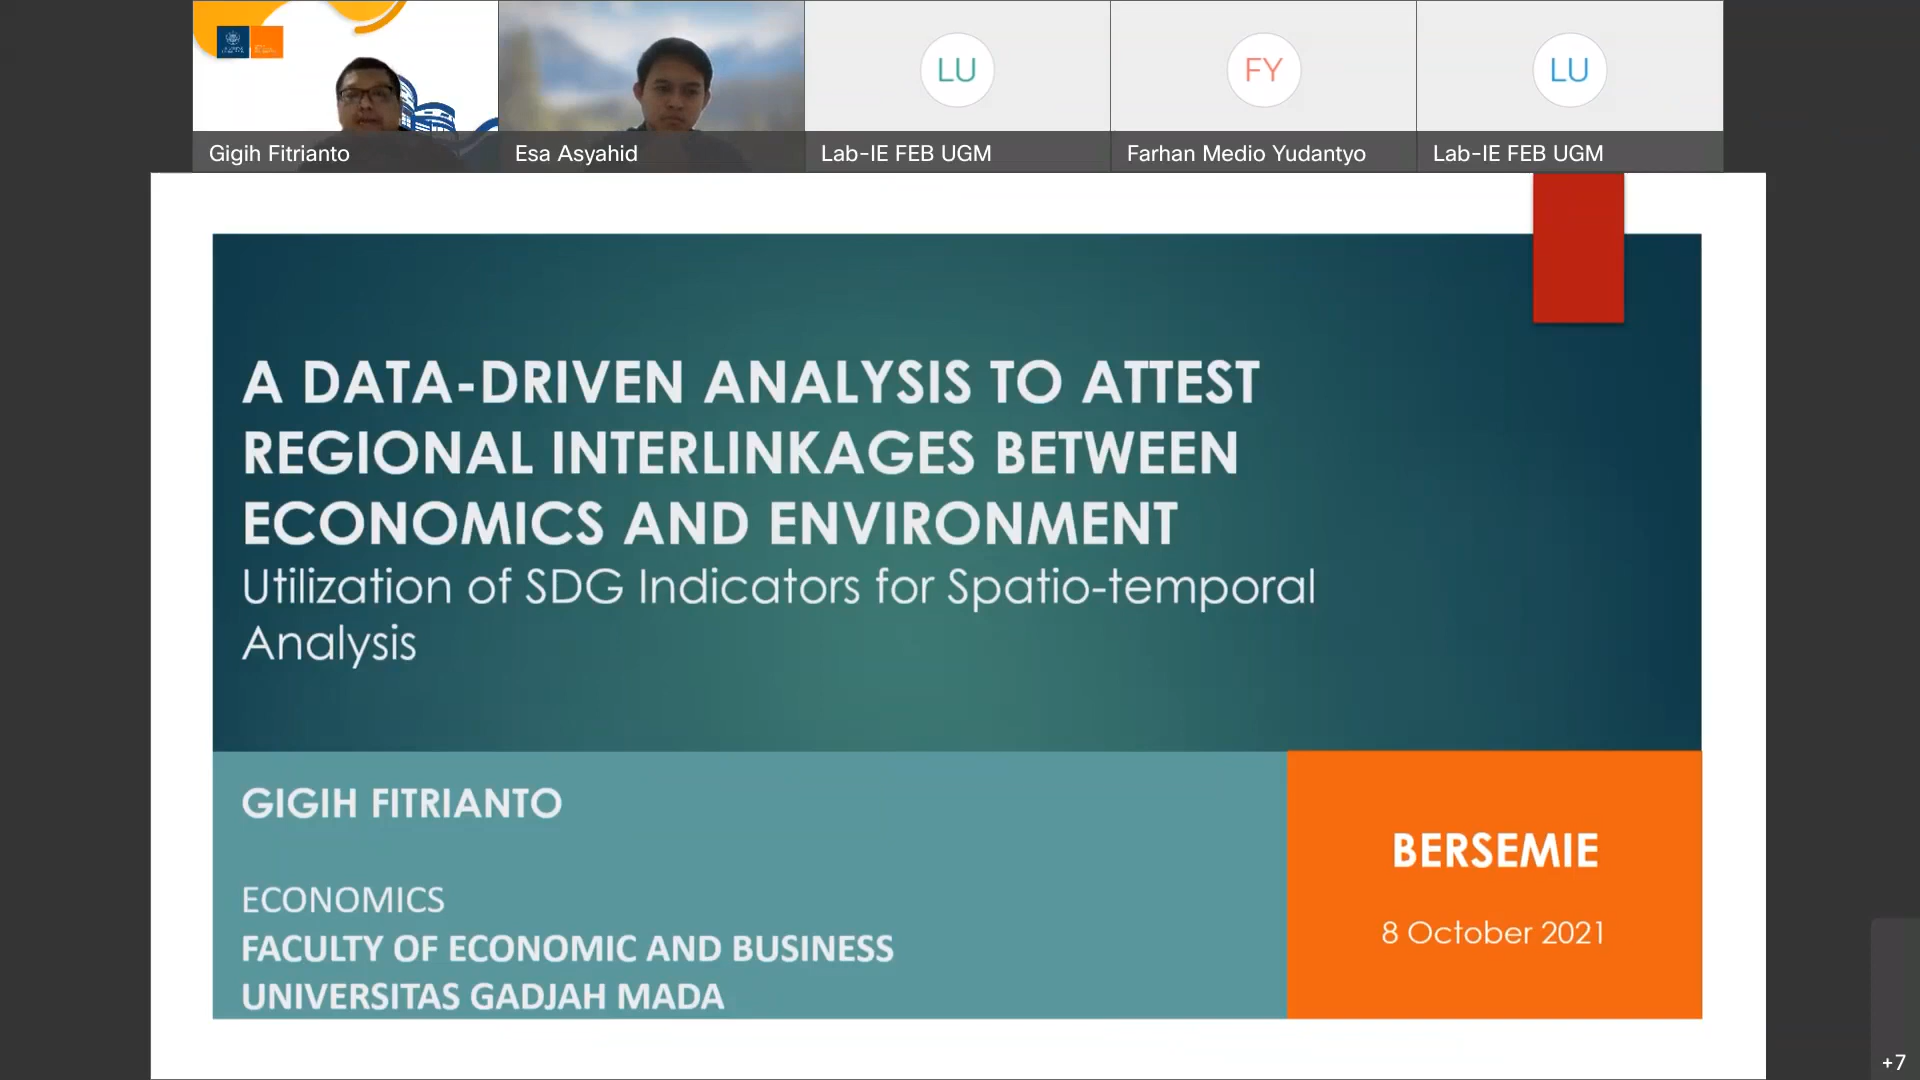 Gigih Fitrianto
Esa Asyahid
LU
Lab-IE FEB UGM
FY
Farhan Medio Yudantyo
LU
Lab-IE FEB UGM
A DATA-DRIVEN ANALYSIS TO ATTEST
REGIONAL INTERLINKAGES BETWEEN
ECONOMICS AND ENVIRONMENT
Utilization of SDG Indicators for Spatio-temporal
Analysis
GIGIH FITRIANTO
ECONOMICS
FACULTY OF ECONOMIC AND BUSINESS
UNIVERSITAS GADJAH MADA
BERSEMIE
8 October 2021
+7